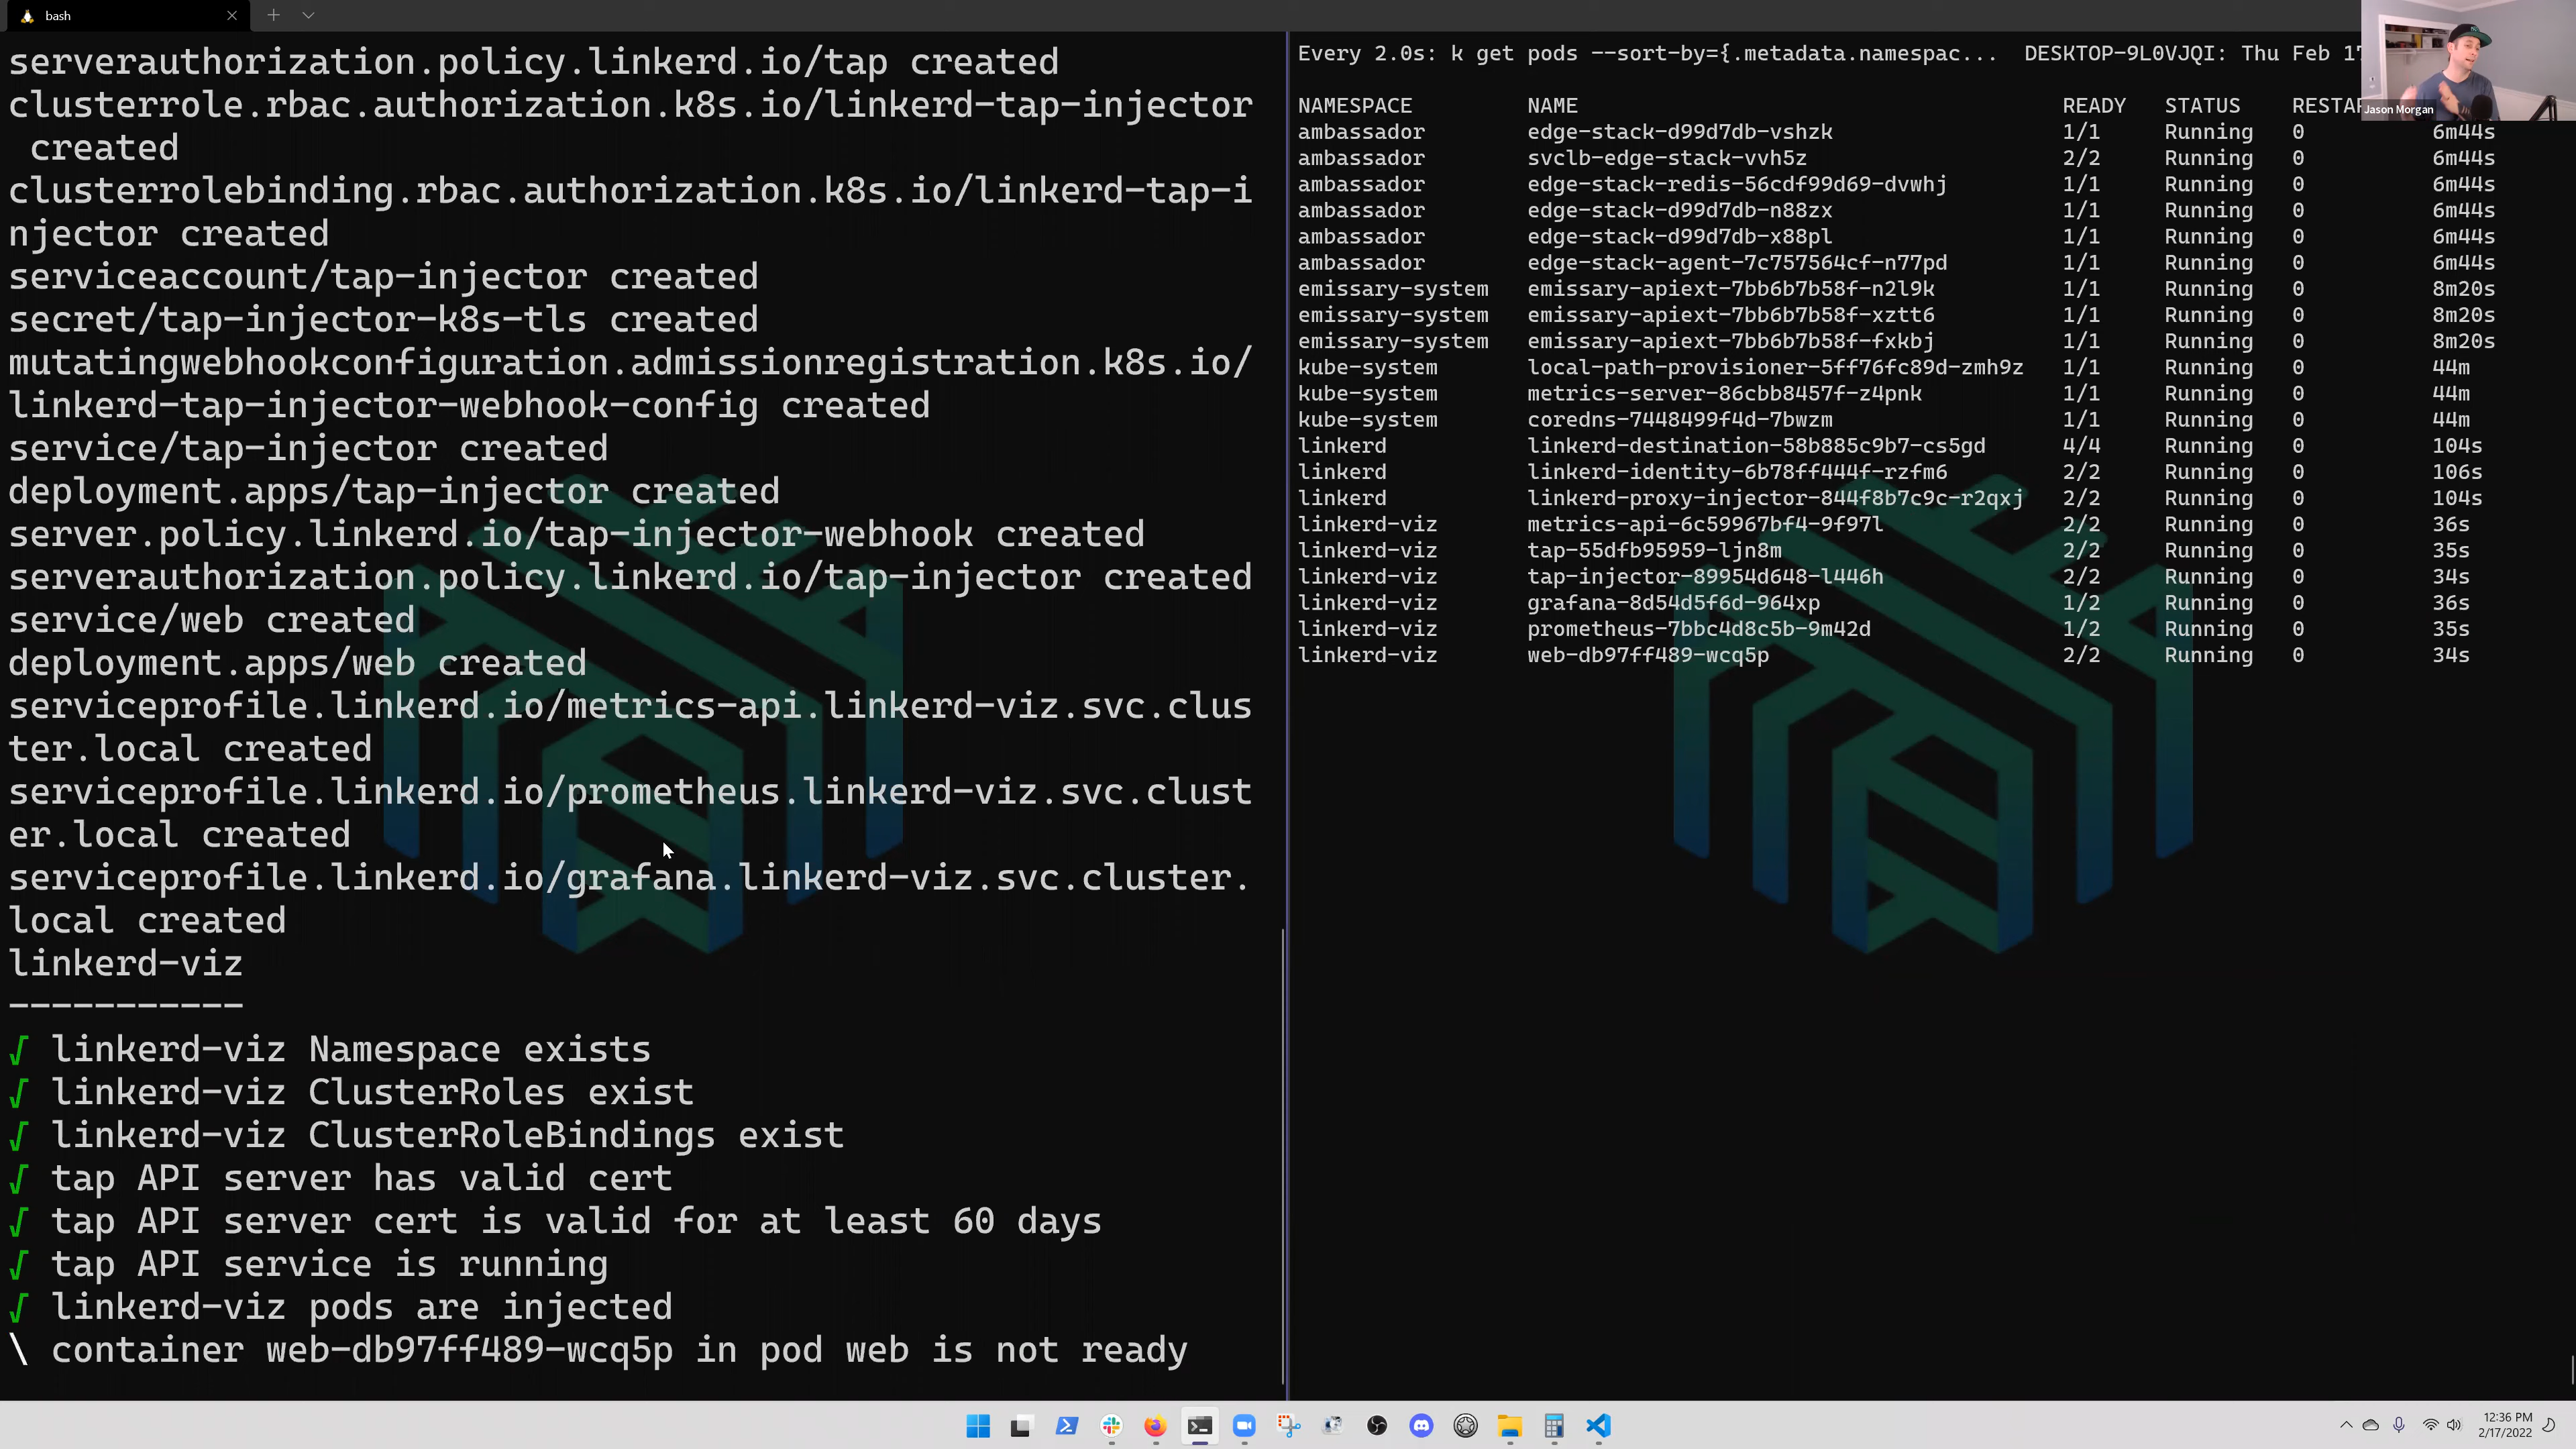 bash
serverauthorization.policy.linkerd.io/tap created
clusterrole.rbac.authorization.k8s.io/linkerd-tap-injector
 created
clusterrolebinding.rbac.authorization.k8s.io/linkerd-tap-i
njector created
serviceaccount/tap-injector created
secret/tap-injector-k8s-tls created
mutatingwebhookconfiguration.admissionregistration.k8s.io/
linkerd-tap-injector-webhook-config created
service/tap-injector created
deployment.apps/tap-injector created
server.policy.linkerd.io/tap-injector-webhook created
serverauthorization.policy.linkerd.io/tap-injector created
service/web created
deployment.apps/web created
serviceprofile.linkerd.io/metrics-api.linkerd-viz.svc.clus
ter.local created
serviceprofile.linkerd.io/prometheus.linkerd-viz.svc.clust
er.local created
serviceprofile.linkerd.io/grafana.linkerd-viz.svc.cluster.
local created
linkerd-viz
-----------
√ linkerd-viz Namespace exists
√ linkerd-viz ClusterRoles exist
√ linkerd-viz ClusterRoleBindings exist
√ tap API server has valid cert
√ tap API server cert is valid for at least 60 days
√ tap API service is running
√ linkerd-viz pods are injected
\ container web-db97ff489-wcq5p in pod web is not ready
Every 2.0s: k get pods --sort-by={.metadata.namespac... DESKTOP-9L0VJQI: Thu Feb 17
NAMESPACE NAME READY STATUS RESTAR
ambassador edge-stack-d99d7db-vshzk 1/1 Running 0 6m44s
ambassador svclb-edge-stack-vvh5z 2/2 Running 0 6m44s
ambassador edge-stack-redis-56cdf99d69-dvwhj 1/1 Running 0 6m44s
ambassador edge-stack-d99d7db-n88zx 1/1 Running 0 6m44s
ambassador edge-stack-d99d7db-x88pl 1/1 Running 0 6m44s
ambassador edge-stack-agent-7c757564cf-n77pd 1/1 Running 0 6m44s
emissary-system emissary-apiext-7bb6b7b58f-n2l9k 1/1 Running 0 8m20s
emissary-system emissary-apiext-7bb6b7b58f-xztt6 1/1 Running 0 8m20s
emissary-system emissary-apiext-7bb6b7b58f-fxkbj 1/1 Running 0 8m20s
kube-system local-path-provisioner-5ff76fc89d-zmh9z 1/1 Running 0 44m
kube-system metrics-server-86cbb8457f-z4pnk 1/1 Running 0 44m
kube-system coredns-7448499f4d-7bwzm 1/1 Running 0 44m
linkerd linkerd-destination-58b885c9b7-cs5gd 4/4 Running 0 104s
linkerd linkerd-identity-6b78ff444f-rzfm6 2/2 Running 0 106s
linkerd linkerd-proxy-injector-844f8b7c9c-r2qxj 2/2 Running 0 104s
linkerd-viz metrics-api-6c59967bf4-9f97l 2/2 Running 0 36s
linkerd-viz tap-55dfb95959-ljn8m 2/2 Running 0 35s
linkerd-viz tap-injector-89954d648-l446h 2/2 Running 0 34s
linkerd-viz grafana-8d54d5f6d-964xp 1/2 Running 0 36s
linkerd-viz prometheus-7bbc4d8c5b-9m42d 1/2 Running 0 35s
linkerd-viz web-db97ff489-wcq5p 2/2 Running 0 34s
Jason Morgan
12:36 PM
2/17/2022